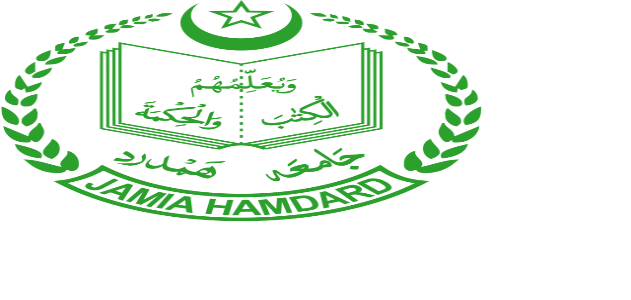 وَيُعَلِّمُهُمُ
الْكِتٰبَ وَالْحِكْمَةَ
جامعہ ہمدرد
JAMIA HAMDARD